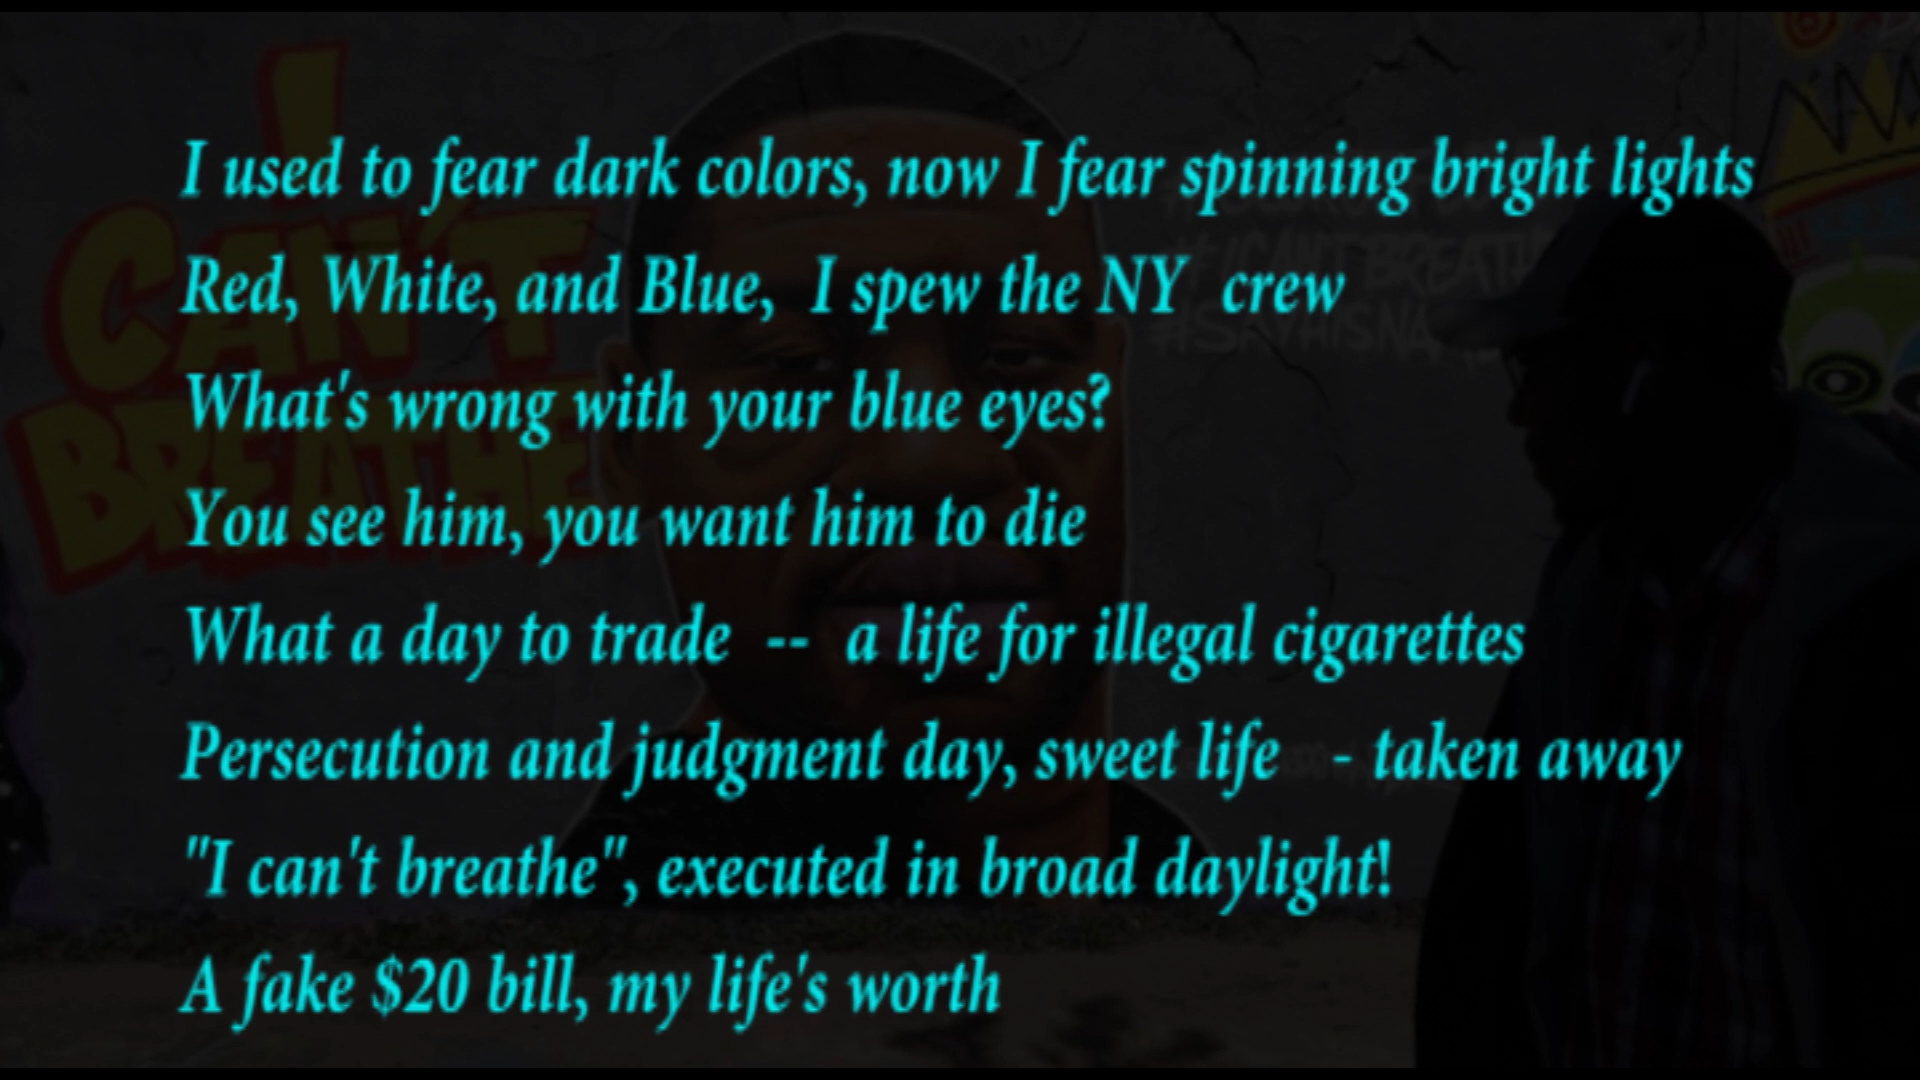 I used to fear dark colors, now I fear spinning bright lights
Red, White, and Blue,  I spew the NY  crew
What's wrong with your blue eyes?
You see him, you want him to die
What a day to trade  --  a life for illegal cigarettes
Persecution and judgment day, sweet life   - taken away
"I can't breathe", executed in broad daylight!
A fake $20 bill, my life's worth
I
CAN'T
BREATHE